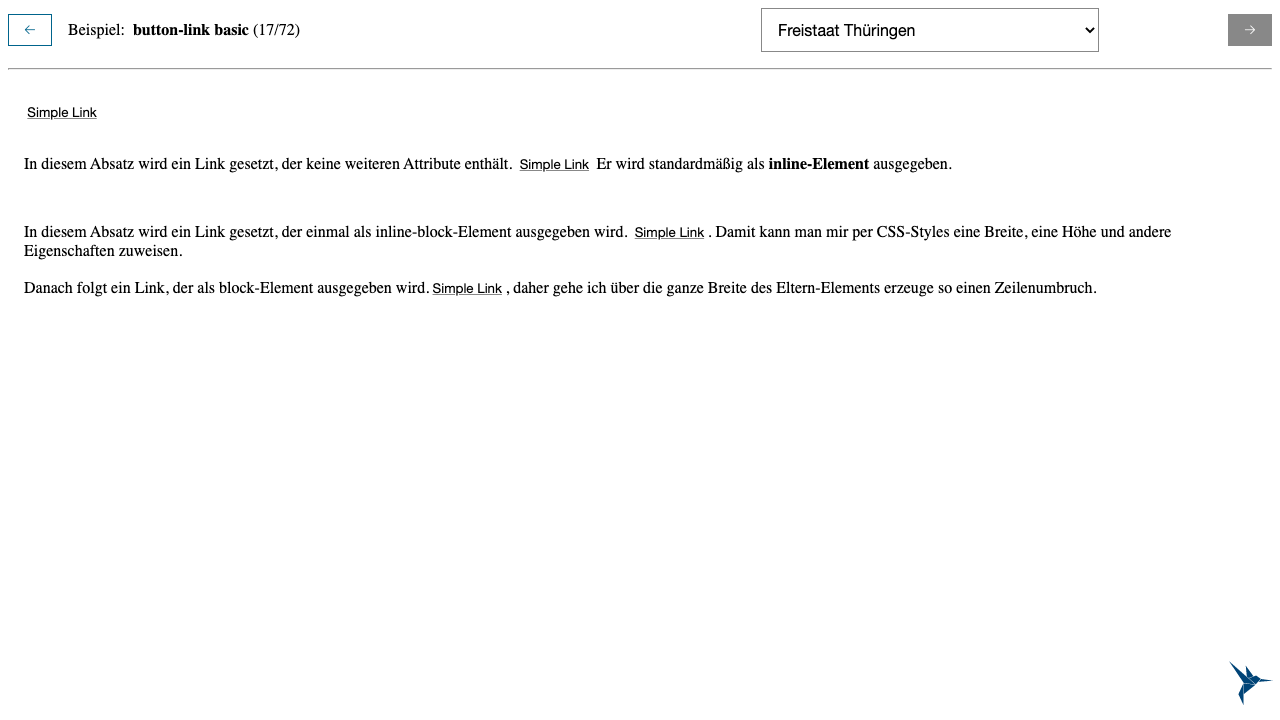 ← Beispiel: button-link basic (17/72) Freistaat Thüringen →
Simple Link
In diesem Absatz wird ein Link gesetzt, der keine weiteren Attribute enthält. Simple Link Er wird standardmäßig als inline-Element ausgegeben.
In diesem Absatz wird ein Link gesetzt, der einmal als inline-block-Element ausgegeben wird. Simple Link . Damit kann man mir per CSS-Styles eine Breite, eine Höhe und andere
Eigenschaften zuweisen.
Danach folgt ein Link, der als block-Element ausgegeben wird. Simple Link , daher gehe ich über die ganze Breite des Eltern-Elements erzeuge so einen Zeilenumbruch.